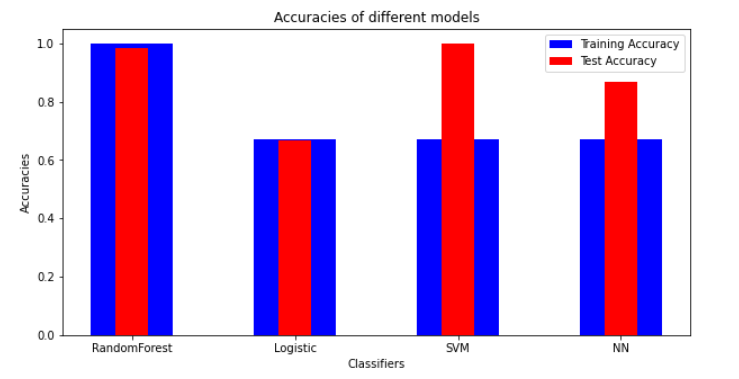 Accuracies of different models
Training Accuracy
Test Accuracy
1.0
0.8
0.6
0.4
0.2
0.0
Accuracies
RandomForest Logistic SVM NN
Classifiers